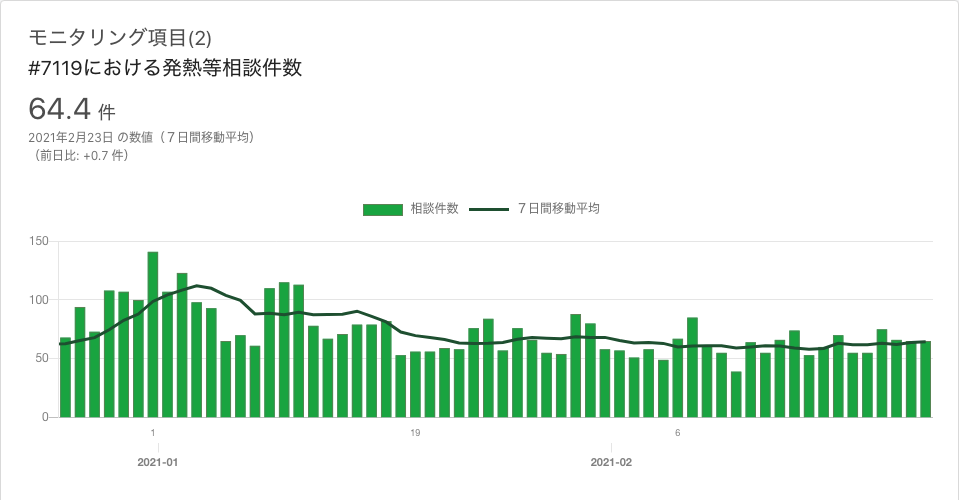 モニタリング項目(2)
#7119における発熱等相談件数
64.4 件
2021年2月23日 の数値（７日間移動平均）
（前日比: +0.7 件）
相談件数 ７日間移動平均
150
100
50
0
1 19 6
2021-01 2021-02